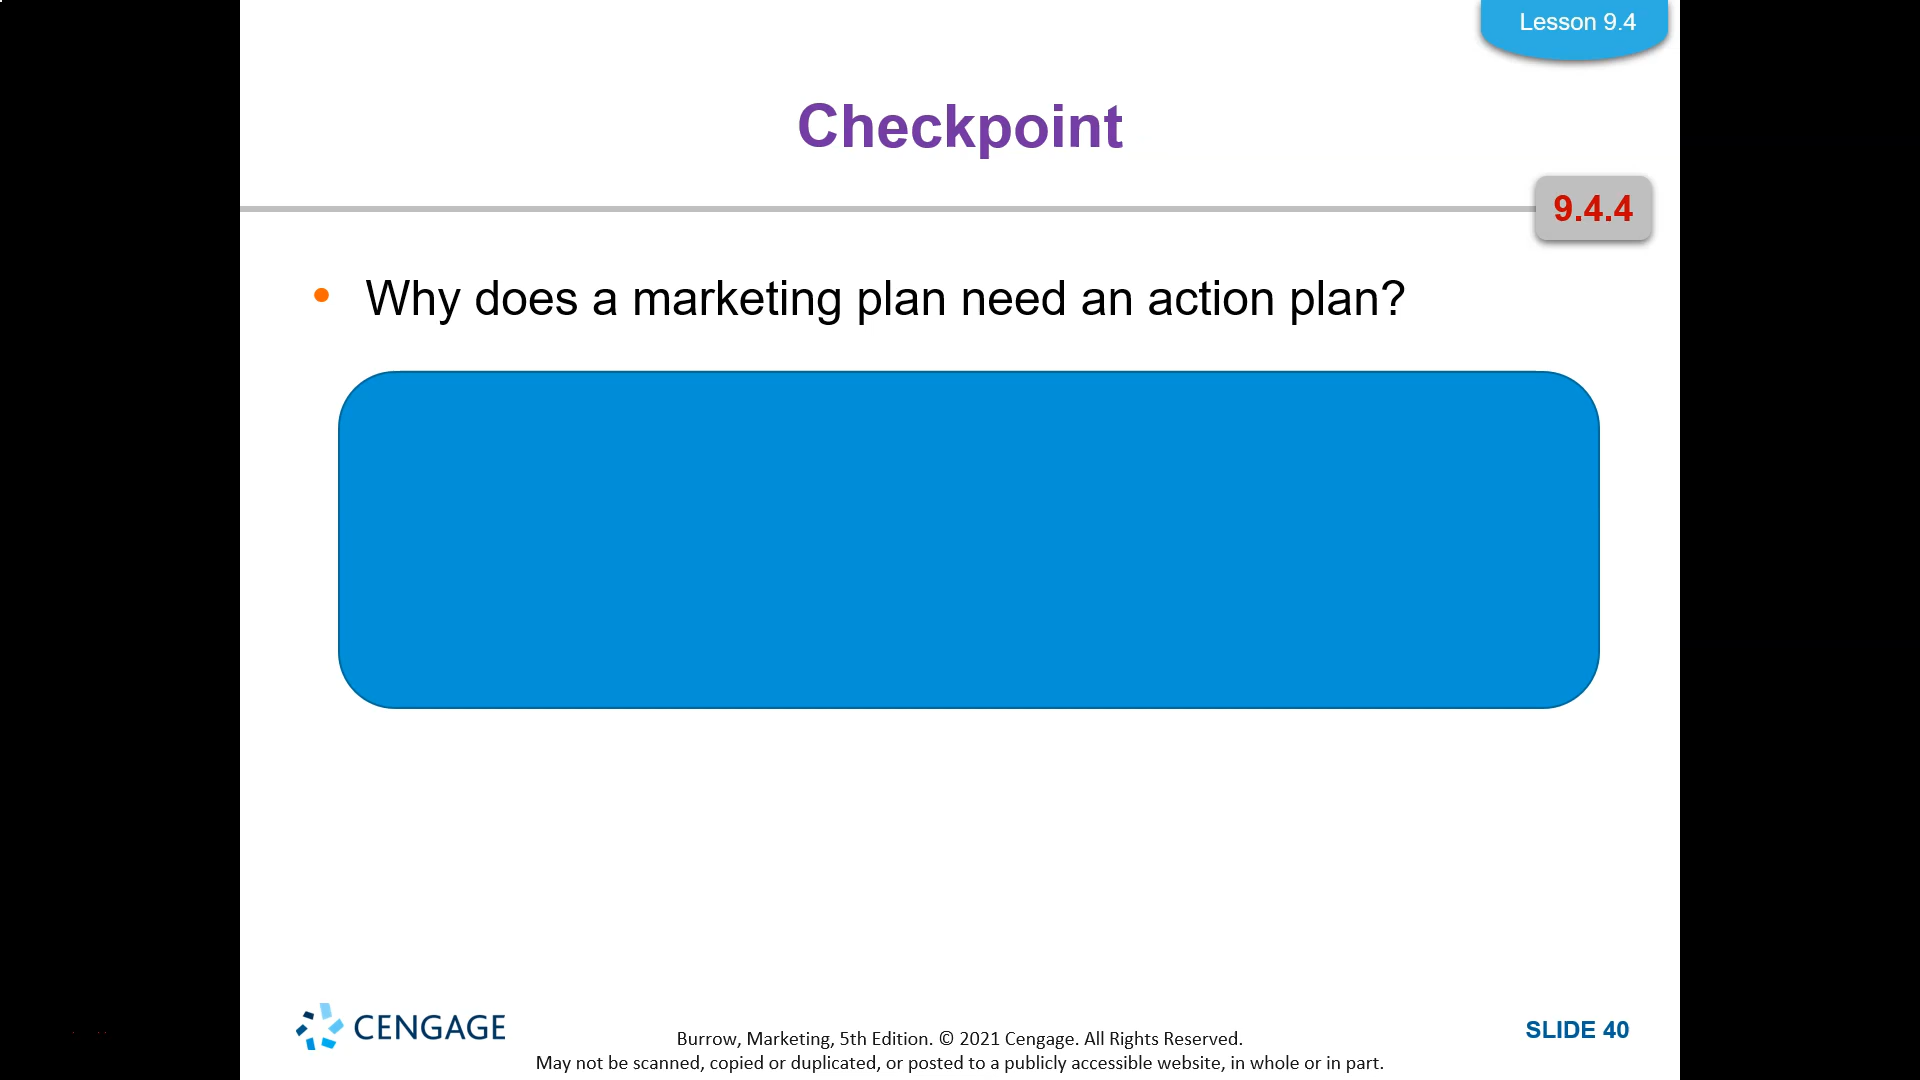 Lesson 9.4
Checkpoint
9.4.4
• Why does a marketing plan need an action plan?
CENGAGE
Burrow, Marketing, 5th Edition. © 2021 Cengage. All Rights Reserved.
May not be scanned, copied or duplicated, or posted to a publicly accessible website, in whole or in part.
SLIDE 40